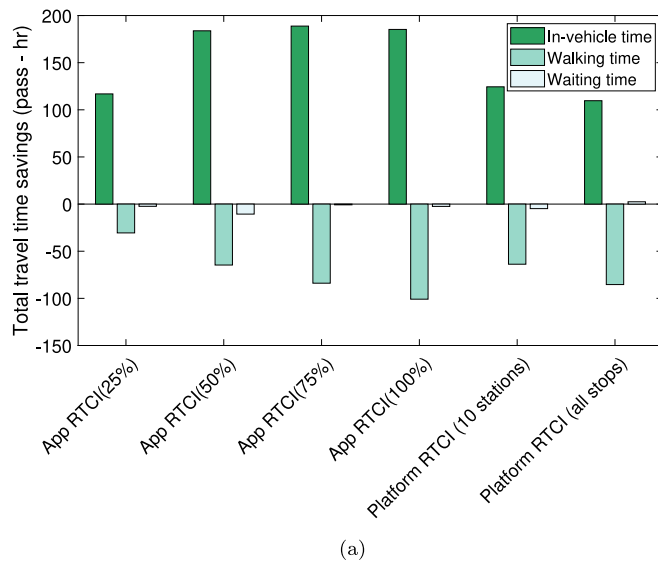 Total travel time savings (pass - hr)
200
150
100
50
0
-50
-100
-150
In-vehicle time
Walking time
Waiting time
App RTCI(25%)
App RTCI(50%)
App RTCI(75%)
App RTCI(100%)
Platform RTCI (10 stations)
Platform RTCI (all stops)
(a)